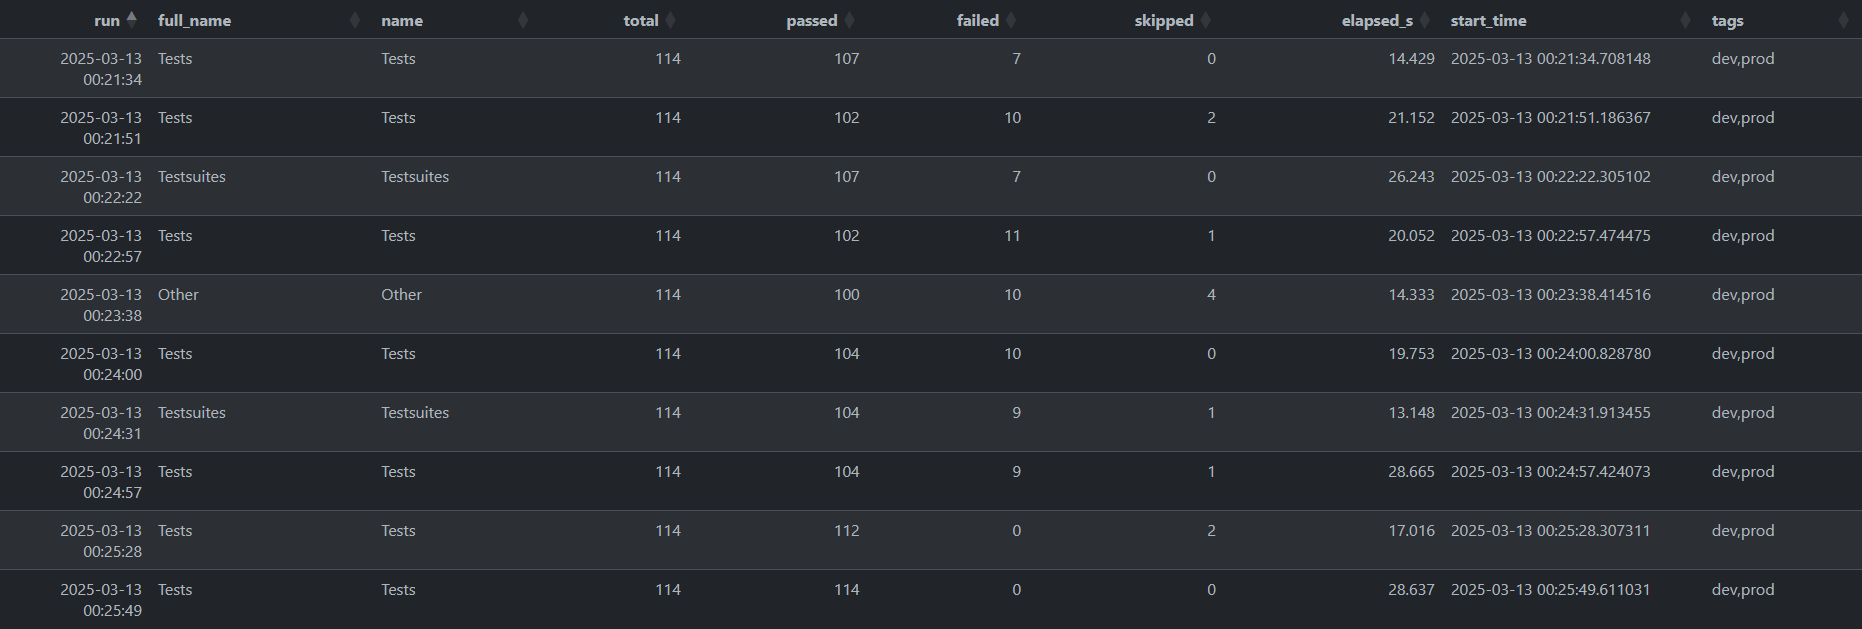 run full_name name total passed failed skipped elapsed_s start_time tags
2025-03-13 Tests Tests 114 107 7 0 14.429 2025-03-13 00:21:34.708148 dev,prod
00:21:34
2025-03-13 Tests Tests 114 102 10 2 21.152 2025-03-13 00:21:51.186367 dev,prod
00:21:51
2025-03-13 Testsuites Testsuites 114 107 7 0 26.243 2025-03-13 00:22:22.305102 dev,prod
00:22:22
2025-03-13 Tests Tests 114 102 11 1 20.052 2025-03-13 00:22:57.474475 dev,prod
00:22:57
2025-03-13 Other Other 114 100 10 4 14.333 2025-03-13 00:23:38.414516 dev,prod
00:23:38
2025-03-13 Tests Tests 114 104 10 0 19.753 2025-03-13 00:24:00.828780 dev,prod
00:24:00
2025-03-13 Testsuites Testsuites 114 104 9 1 13.148 2025-03-13 00:24:31.913455 dev,prod
00:24:31
2025-03-13 Tests Tests 114 104 9 1 28.665 2025-03-13 00:24:57.424073 dev,prod
00:24:57
2025-03-13 Tests Tests 114 112 0 2 17.016 2025-03-13 00:25:28.307311 dev,prod
00:25:28
2025-03-13 Tests Tests 114 114 0 0 28.637 2025-03-13 00:25:49.611031 dev,prod
00:25:49